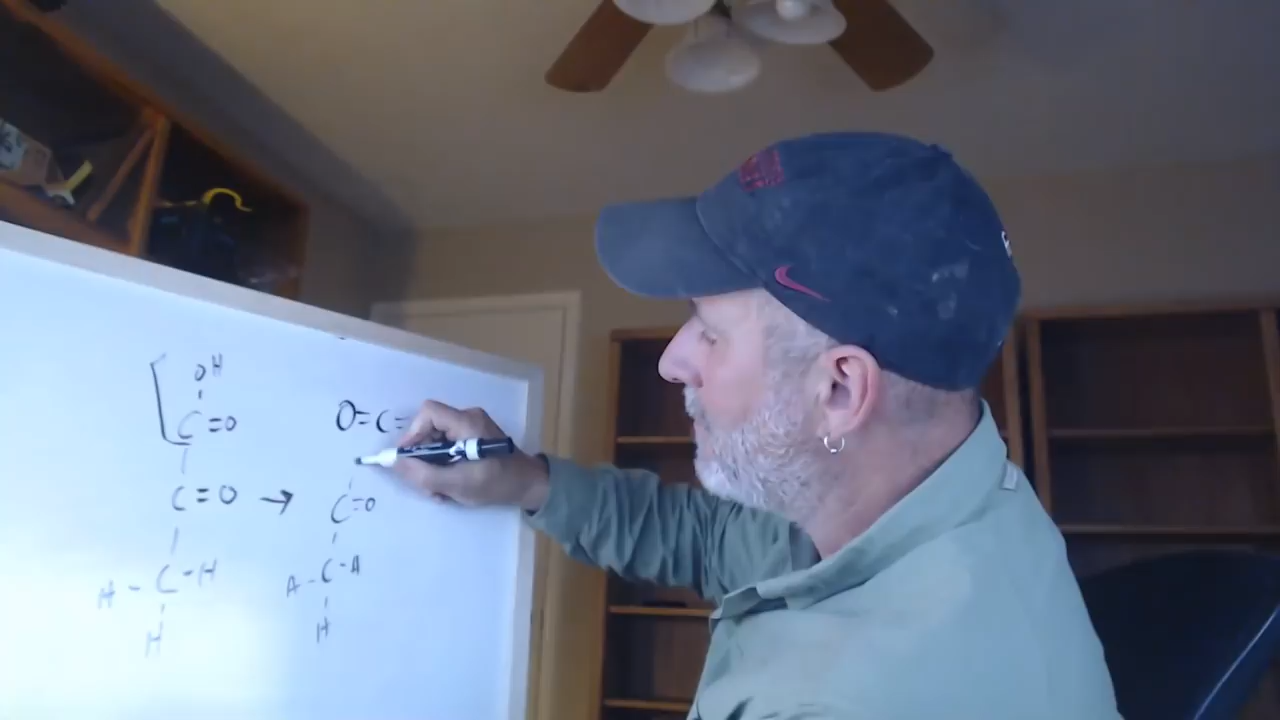 OH
C=O
C=O →
H-C-H
H
O=C=
C=O
H-C-H
H